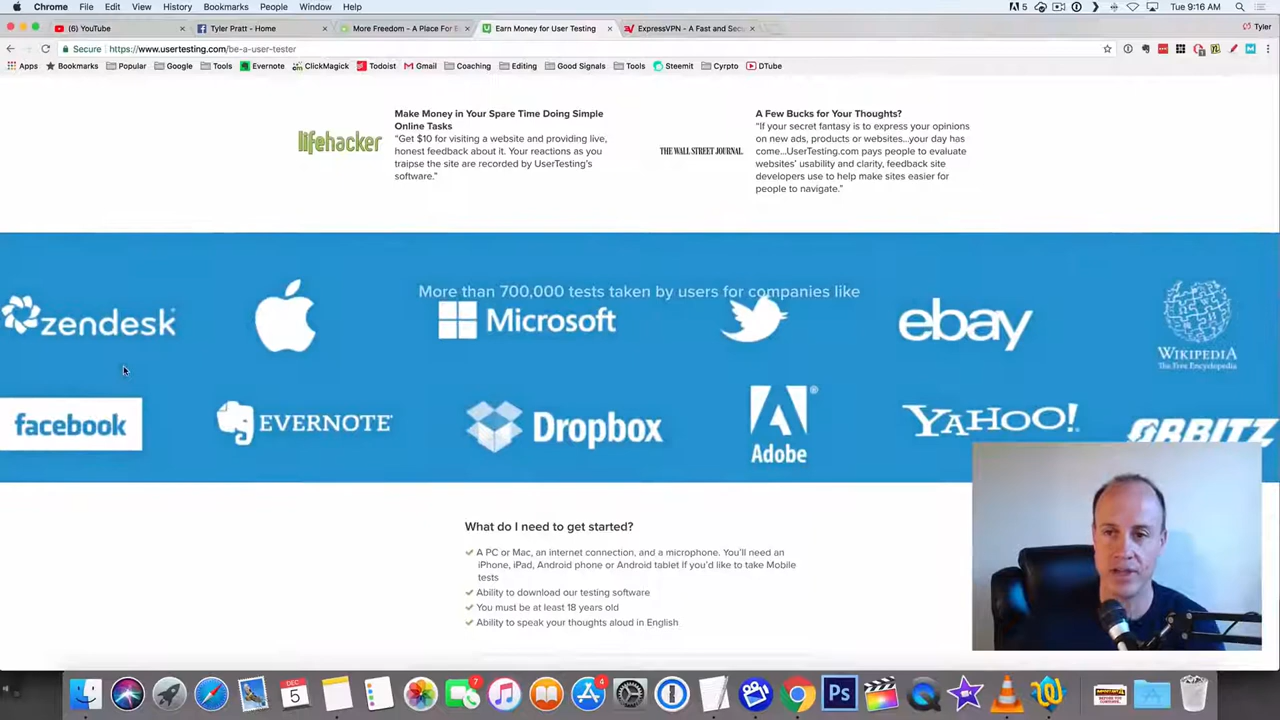 Chrome File Edit View History Bookmarks People Window Help
5 Tue 9:16 AM
(6) YouTube
Tyler Pratt - Home
More Freedom - A Place For E
Earn Money for User Testing
ExpressVPN - A Fast and Sec
Tyler
Secure https://www.usertesting.com/be-a-user-tester
Apps Bookmarks Popular Google Tools Evernote ClickMagick Todoist Gmail Coaching Editing Good Signals Tools Steemit Cyrpto DTube
lifehacker
Make Money in Your Spare Time Doing Simple
Online Tasks
“Get $10 for visiting a website and providing live,
honest feedback about it. Your reactions as you
traipse the site are recorded by UserTesting’s
software.”
THE WALL STREET JOURNAL
A Few Bucks for Your Thoughts?
“If your secret fantasy is to express your opinions
on new ads, products or websites...your day has
come...UserTesting.com pays people to evaluate
websites’ usability and clarity, feedback site
developers use to help make sites easier for
people to navigate.”
More than 700,000 tests taken by users for companies like
zendesk
Microsoft
ebay
WIKIPEDIA
The Free Encyclopedia
facebook
EVERNOTE
Dropbox
Adobe
YAHOO!
ORBITZ
What do I need to get started?
A PC or Mac, an internet connection, and a microphone. You’ll need an
iPhone, iPad, Android phone or Android tablet if you’d like to take Mobile
tests
Ability to download our testing software
You must be at least 18 years old
Ability to speak your thoughts aloud in English
DEC
5
7
4
Ps